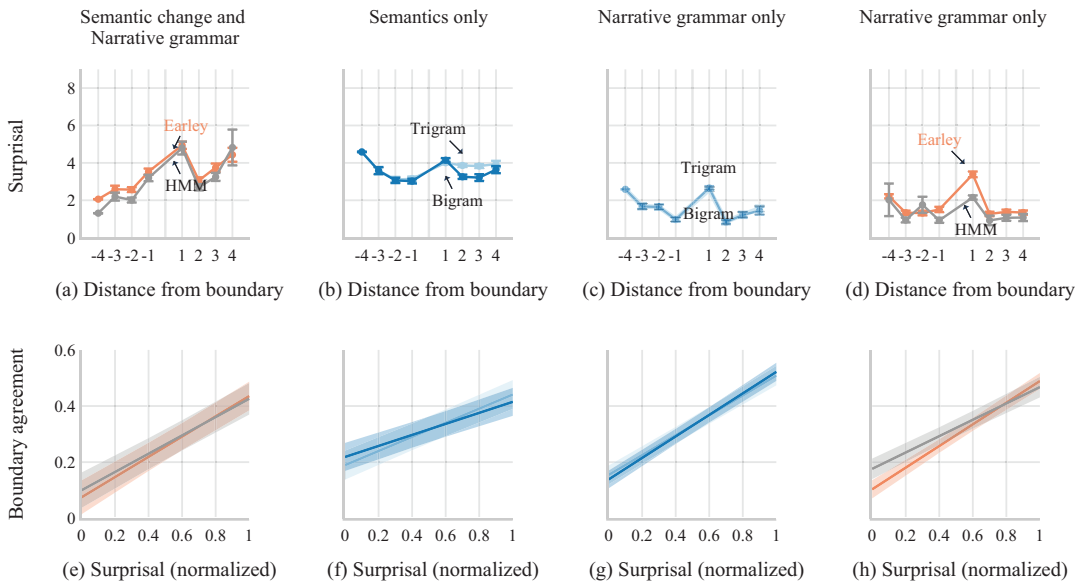 Semantic change and
Narrative grammar
Semantics only
Narrative grammar only
Narrative grammar only
Surprisal
8
6
4
2
0
Earley
HMM
-4 -3 -2 -1 1 2 3 4
(a) Distance from boundary
Trigram
Bigram
-4 -3 -2 -1 1 2 3 4
(b) Distance from boundary
Trigram
Bigram
-4 -3 -2 -1 1 2 3 4
(c) Distance from boundary
Earley
HMM
-4 -3 -2 -1 1 2 3 4
(d) Distance from boundary
Boundary agreement
0.6
0.4
0.2
0
0 0.2 0.4 0.6 0.8 1
(e) Surprisal (normalized)
0 0.2 0.4 0.6 0.8 1
(f) Surprisal (normalized)
0 0.2 0.4 0.6 0.8 1
(g) Surprisal (normalized)
0 0.2 0.4 0.6 0.8 1
(h) Surprisal (normalized)